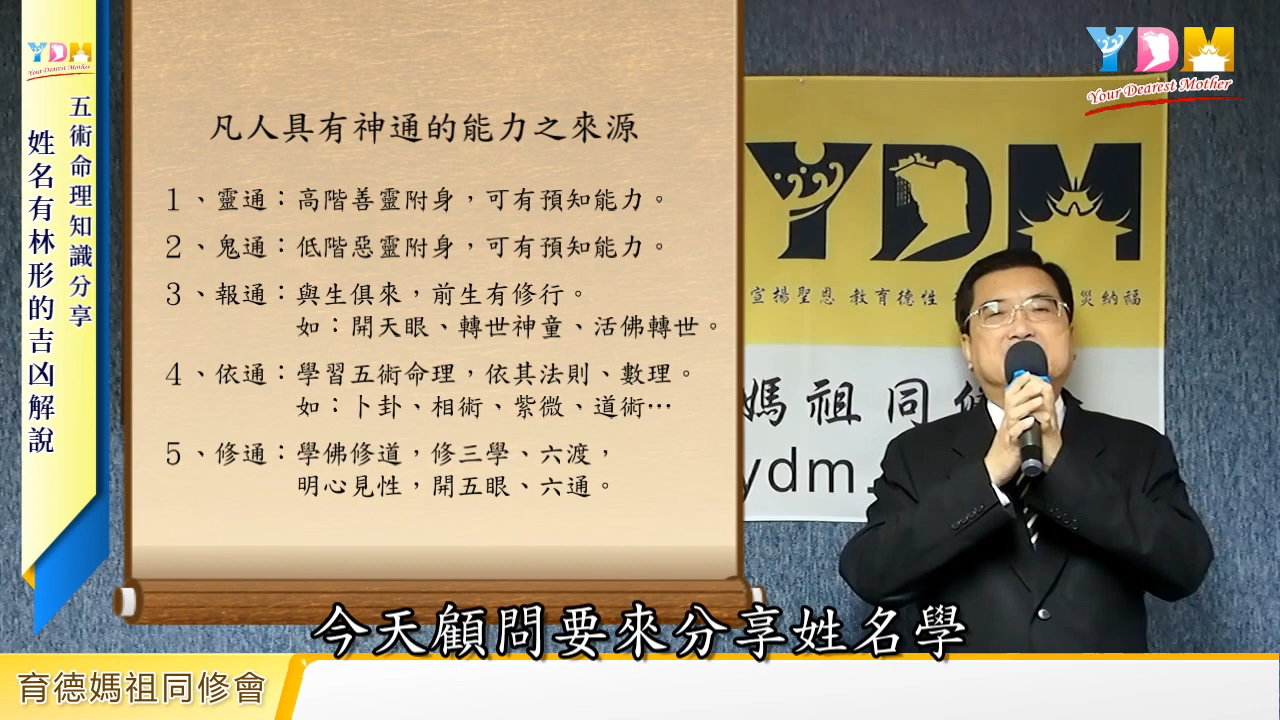 YDM
Your Dearest Mother
五術命理知識分享
姓名有林形的吉凶解說
凡人具有神通的能力之來源
1、靈通：高階善靈附身，可有預知能力。
2、鬼通：低階惡靈附身，可有預知能力。
3、報通：與生俱來，前生有修行。
如：開天眼、轉世神童、活佛轉世。
4、依通：學習五術命理，依其法則、數理。
如：卜卦、相術、紫微、道術…
5、修通：學佛修道，修三學、六渡，
明心見性，開五眼、六通。
YDM
Your Dearest Mother
YDM
宣揚聖恩 教育德性 災納福
媽祖同修
ydm.
今天顧問要來分享姓名學
育德媽祖同修會